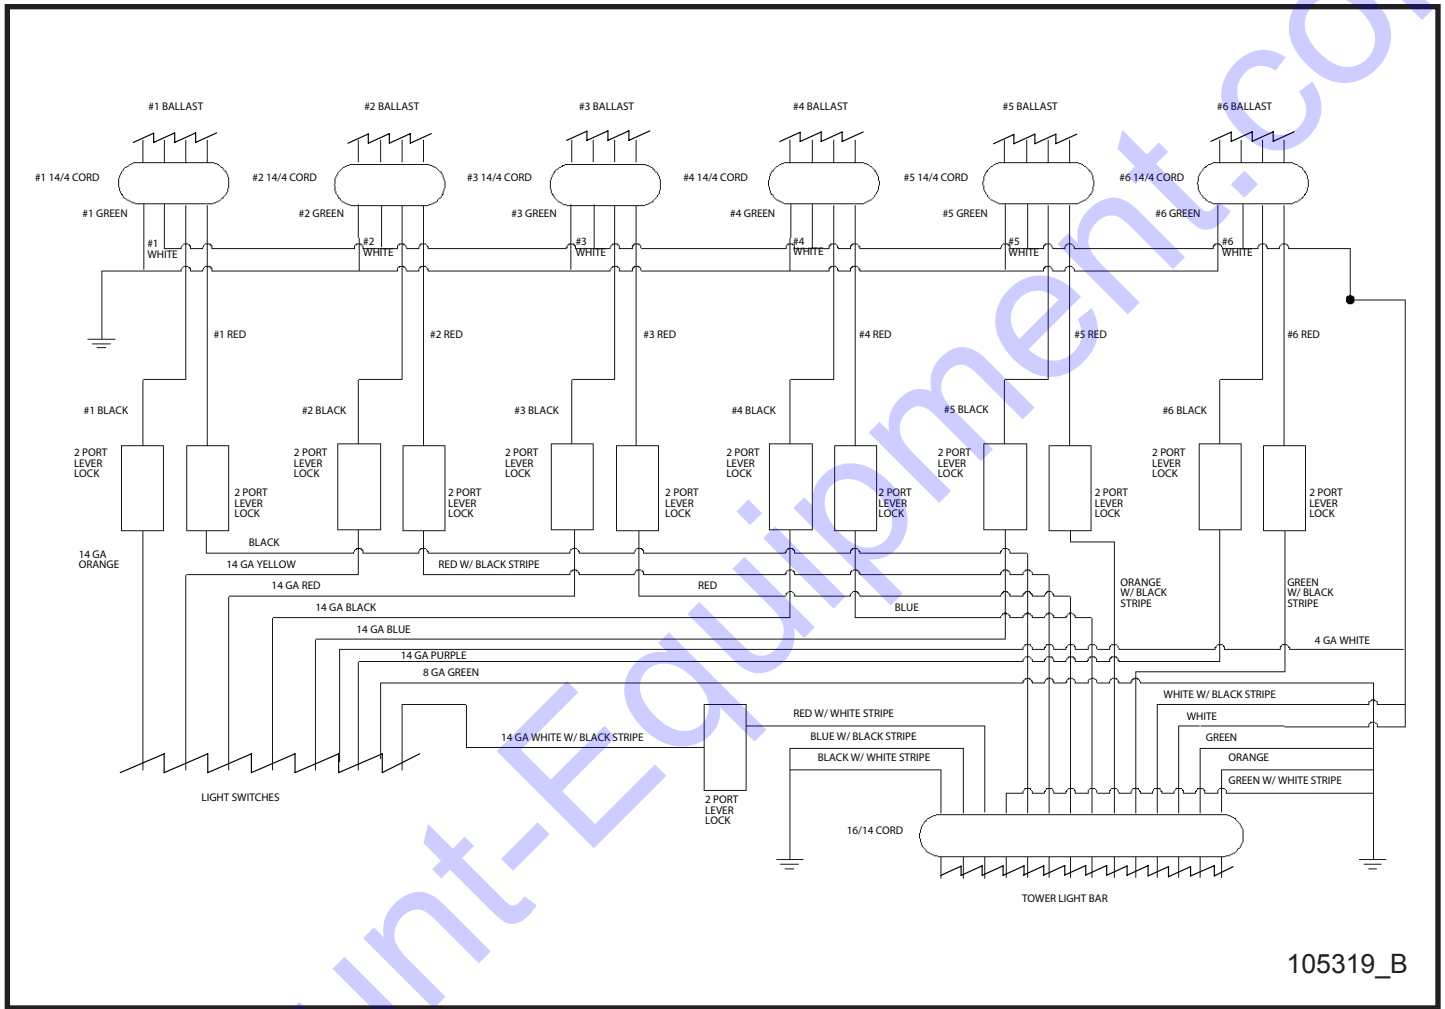 #1 BALLAST
#2 BALLAST
#3 BALLAST
#4 BALLAST
#5 BALLAST
#6 BALLAST
#1 14/4 CORD
#2 14/4 CORD
#3 14/4 CORD
#4 14/4 CORD
#5 14/4 CORD
#6 14/4 CORD
#1 GREEN
#2 GREEN
#3 GREEN
#4 GREEN
#5 GREEN
#6 GREEN
#1
WHITE
#2
WHITE
#3
WHITE
#4
WHITE
#5
WHITE
#6
WHITE
#1 RED
#2 RED
#3 RED
#4 RED
#5 RED
#6 RED
#1 BLACK
#2 BLACK
#3 BLACK
#4 BLACK
#5 BLACK
#6 BLACK
2 PORT
LEVER
LOCK
2 PORT
LEVER
LOCK
2 PORT
LEVER
LOCK
2 PORT
LEVER
LOCK
2 PORT
LEVER
LOCK
2 PORT
LEVER
LOCK
2 PORT
LEVER
LOCK
2 PORT
LEVER
LOCK
2 PORT
LEVER
LOCK
2 PORT
LEVER
LOCK
2 PORT
LEVER
LOCK
2 PORT
LEVER
LOCK
14 GA
ORANGE
BLACK
14 GA YELLOW
RED W/ BLACK STRIPE
14 GA RED
RED
ORANGE
W/ BLACK
STRIPE
GREEN
W/ BLACK
STRIPE
14 GA BLACK
BLUE
14 GA BLUE
4 GA WHITE
14 GA PURPLE
8 GA GREEN
WHITE W/ BLACK STRIPE
RED W/ WHITE STRIPE
WHITE
14 GA WHITE W/ BLACK STRIPE
BLUE W/ BLACK STRIPE
GREEN
BLACK W/ WHITE STRIPE
ORANGE
GREEN W/ WHITE STRIPE
LIGHT SWITCHES
2 PORT
LEVER
LOCK
16/14 CORD
TOWER LIGHT BAR
105319_B
unt-Equipment.co